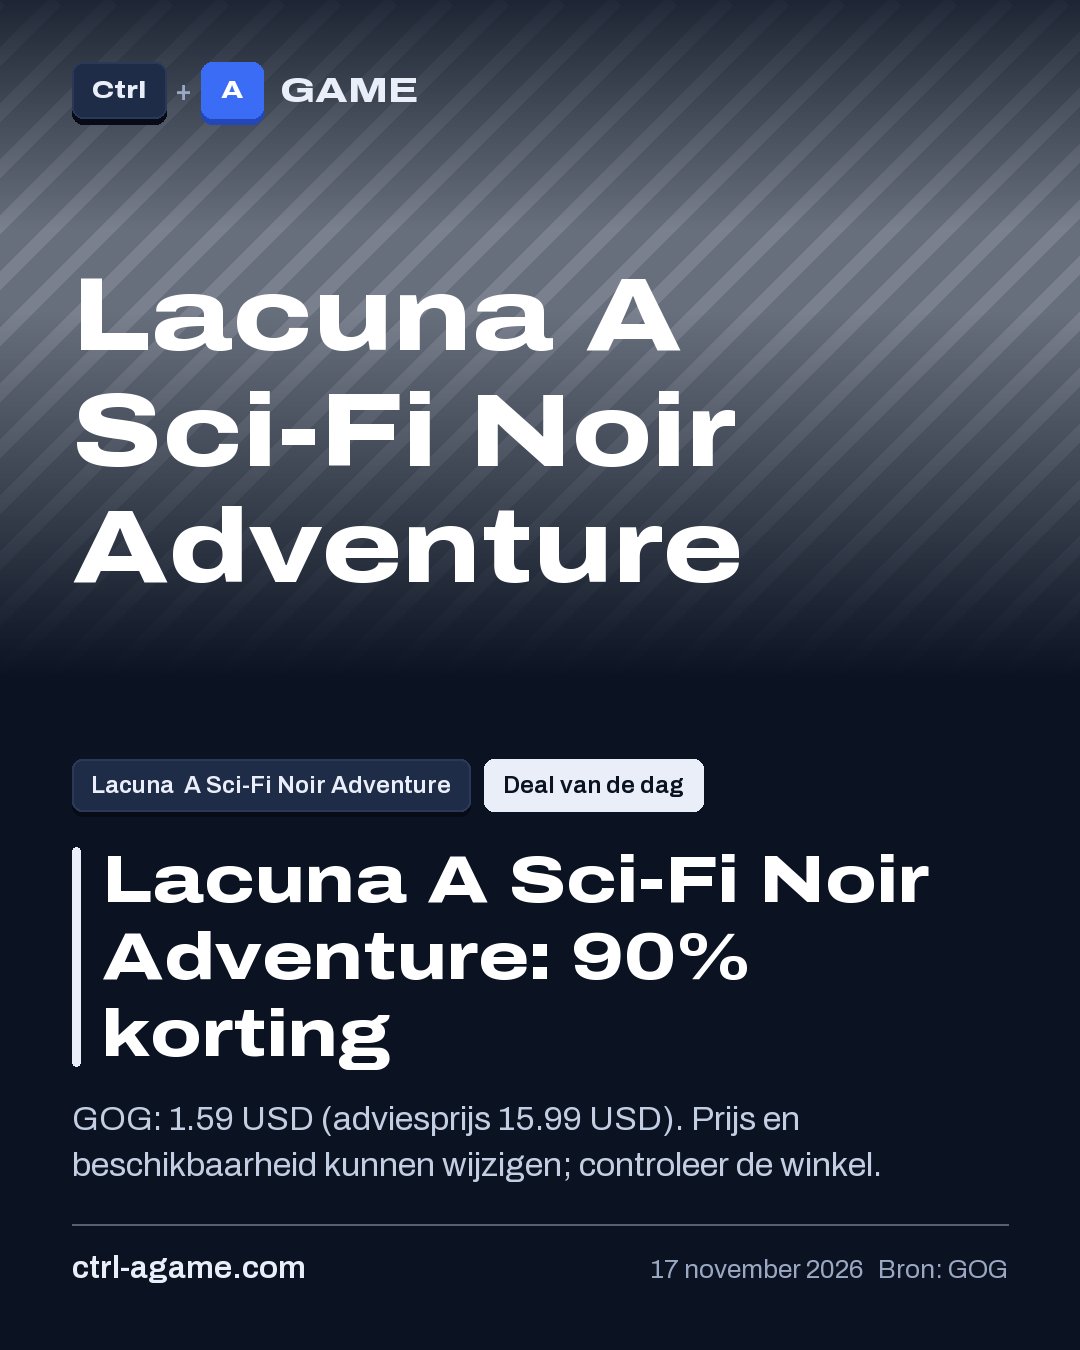 Ctrl + A GAME
Lacuna A
Sci-Fi Noir
Adventure
Lacuna  A Sci-Fi Noir Adventure
Deal van de dag
Lacuna A Sci-Fi Noir
Adventure: 90%
korting
GOG: 1.59 USD (adviesprijs 15.99 USD). Prijs en
beschikbaarheid kunnen wijzigen; controleer de winkel.
ctrl-agame.com
17 november 2026  Bron: GOG